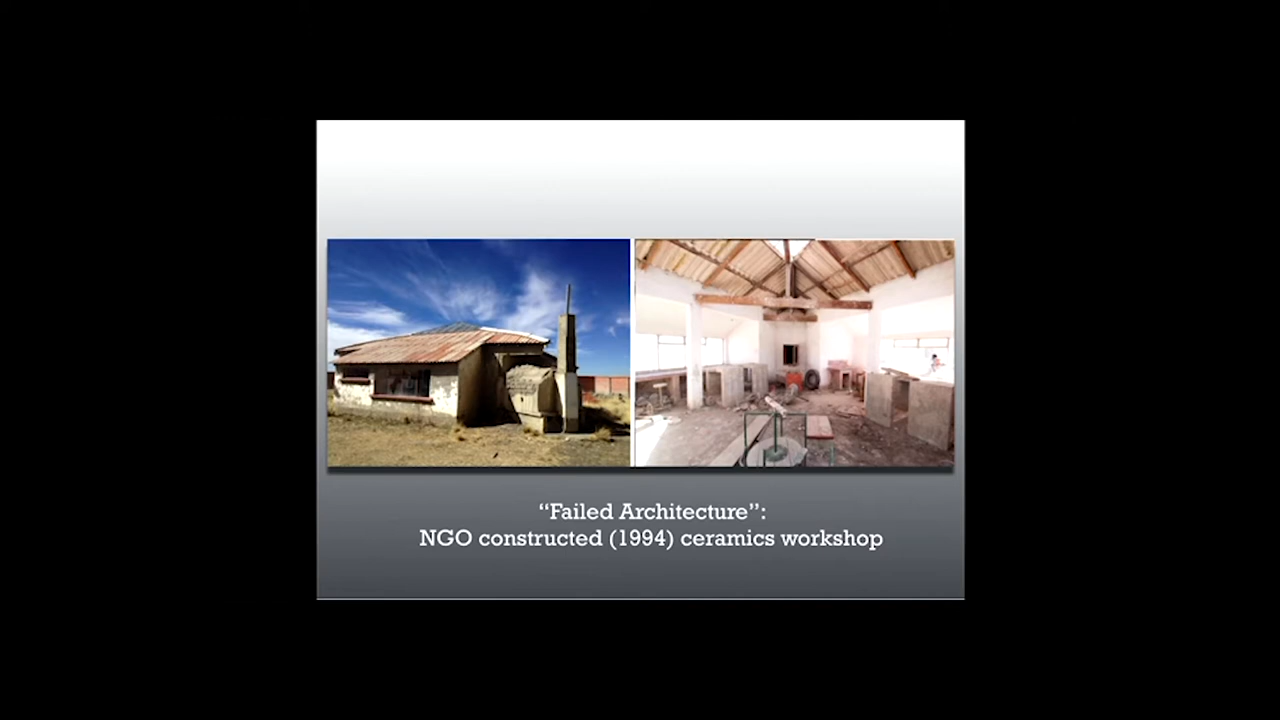 “Failed Architecture”:
NGO constructed (1994) ceramics workshop